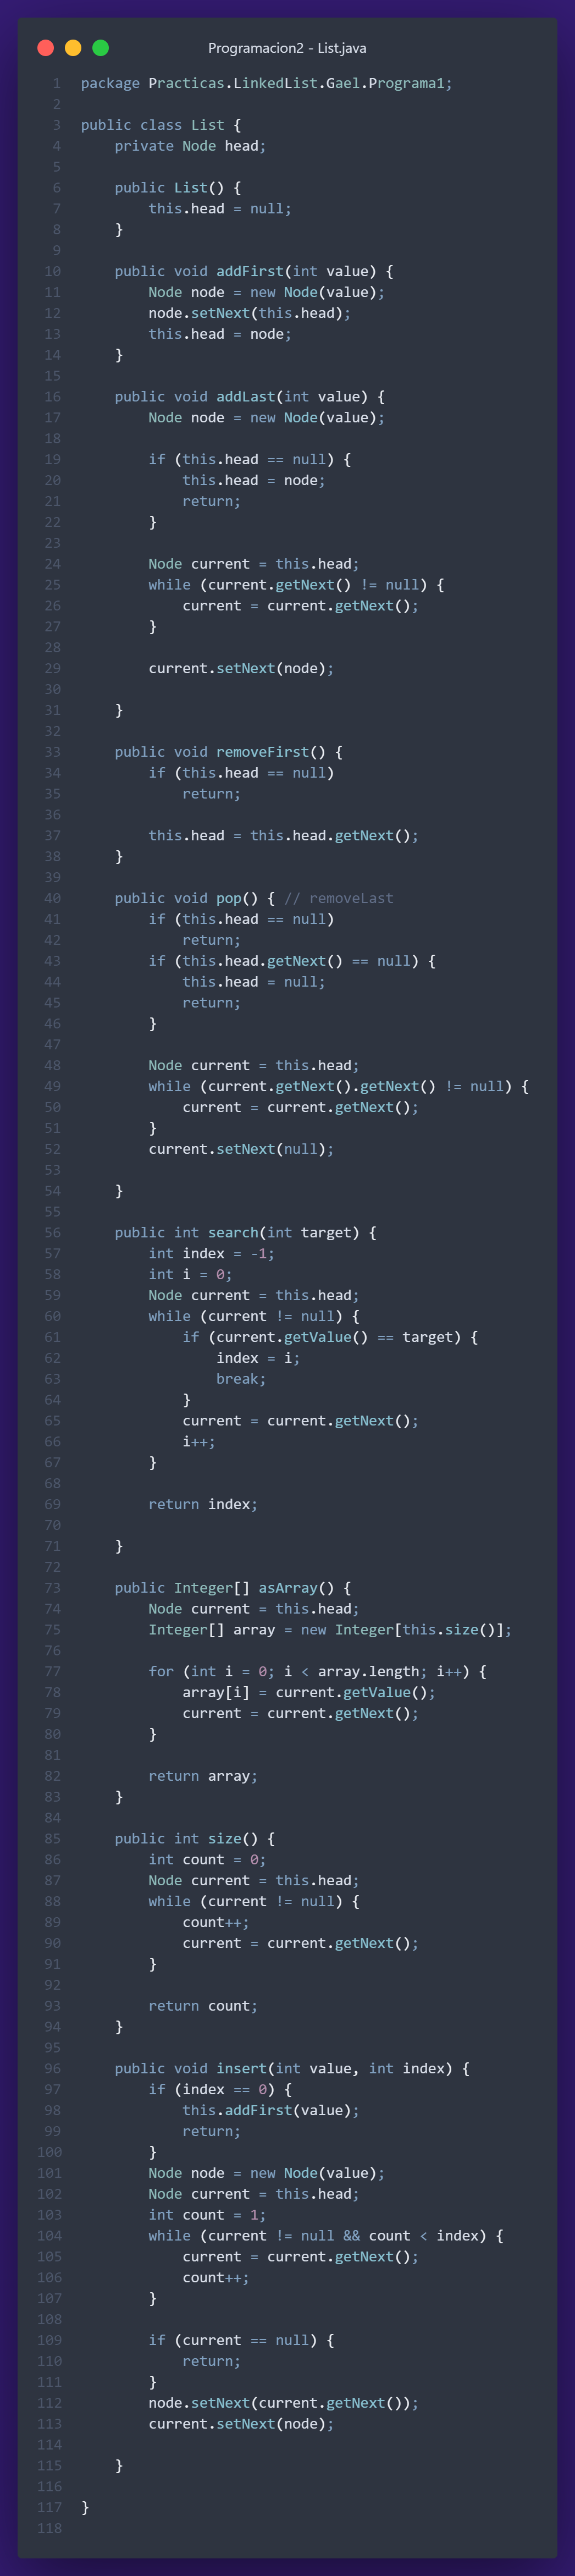 Programacion2 - List.java
1 package Practicas.LinkedList.Gael.Programa1;
2
3 public class List {
4     private Node head;
5
6     public List() {
7         this.head = null;
8     }
9
10     public void addFirst(int value) {
11         Node node = new Node(value);
12         node.setNext(this.head);
13         this.head = node;
14     }
15
16     public void addLast(int value) {
17         Node node = new Node(value);
18
19         if (this.head == null) {
20             this.head = node;
21             return;
22         }
23
24         Node current = this.head;
25         while (current.getNext() != null) {
26             current = current.getNext();
27         }
28
29         current.setNext(node);
30
31     }
32
33     public void removeFirst() {
34         if (this.head == null)
35             return;
36
37         this.head = this.head.getNext();
38     }
39
40     public void pop() { // removeLast
41         if (this.head == null)
42             return;
43         if (this.head.getNext() == null) {
44             this.head = null;
45             return;
46         }
47
48         Node current = this.head;
49         while (current.getNext().getNext() != null) {
50             current = current.getNext();
51         }
52         current.setNext(null);
53
54     }
55
56     public int search(int target) {
57         int index = -1;
58         int i = 0;
59         Node current = this.head;
60         while (current != null) {
61             if (current.getValue() == target) {
62                 index = i;
63                 break;
64             }
65             current = current.getNext();
66             i++;
67         }
68
69         return index;
70
71     }
72
73     public Integer[] asArray() {
74         Node current = this.head;
75         Integer[] array = new Integer[this.size()];
76
77         for (int i = 0; i < array.length; i++) {
78             array[i] = current.getValue();
79             current = current.getNext();
80         }
81
82         return array;
83     }
84
85     public int size() {
86         int count = 0;
87         Node current = this.head;
88         while (current != null) {
89             count++;
90             current = current.getNext();
91         }
92
93         return count;
94     }
95
96     public void insert(int value, int index) {
97         if (index == 0) {
98             this.addFirst(value);
99             return;
100         }
101         Node node = new Node(value);
102         Node current = this.head;
103         int count = 1;
104         while (current != null && count < index) {
105             current = current.getNext();
106             count++;
107         }
108
109         if (current == null) {
110             return;
111         }
112         node.setNext(current.getNext());
113         current.setNext(node);
114
115     }
116
117 }
118